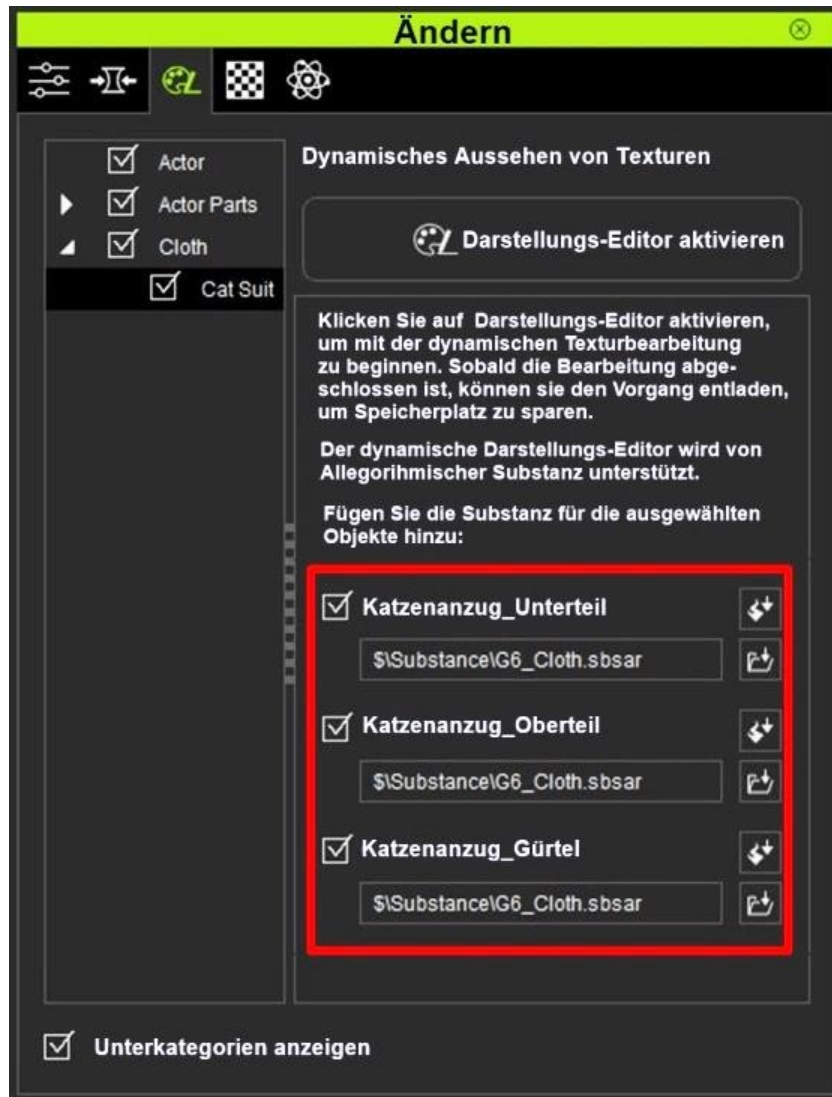 Ändern
Actor
Actor Parts
Cloth
Cat Suit
Dynamisches Aussehen von Texturen
Darstellungs-Editor aktivieren
Klicken Sie auf Darstellungs-Editor aktivieren,
um mit der dynamischen Texturbearbeitung
zu beginnen. Sobald die Bearbeitung abge-
schlossen ist, können sie den Vorgang entladen,
um Speicherplatz zu sparen.
Der dynamische Darstellungs-Editor wird von
Allegorihmischer Substanz unterstützt.
Fügen Sie die Substanz für die ausgewählten
Objekte hinzu:
Katzenanzug_Unterteil
$\Substance\G6_Cloth.sbsar
Katzenanzug_Oberteil
$\Substance\G6_Cloth.sbsar
Katzenanzug_Gürtel
$\Substance\G6_Cloth.sbsar
Unterkategorien anzeigen